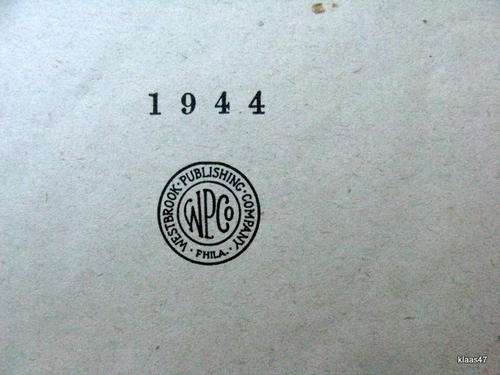 1944
WESTBROOK · PUBLISHING · COMPANY ·
PHILA.
WPCo
klaas47